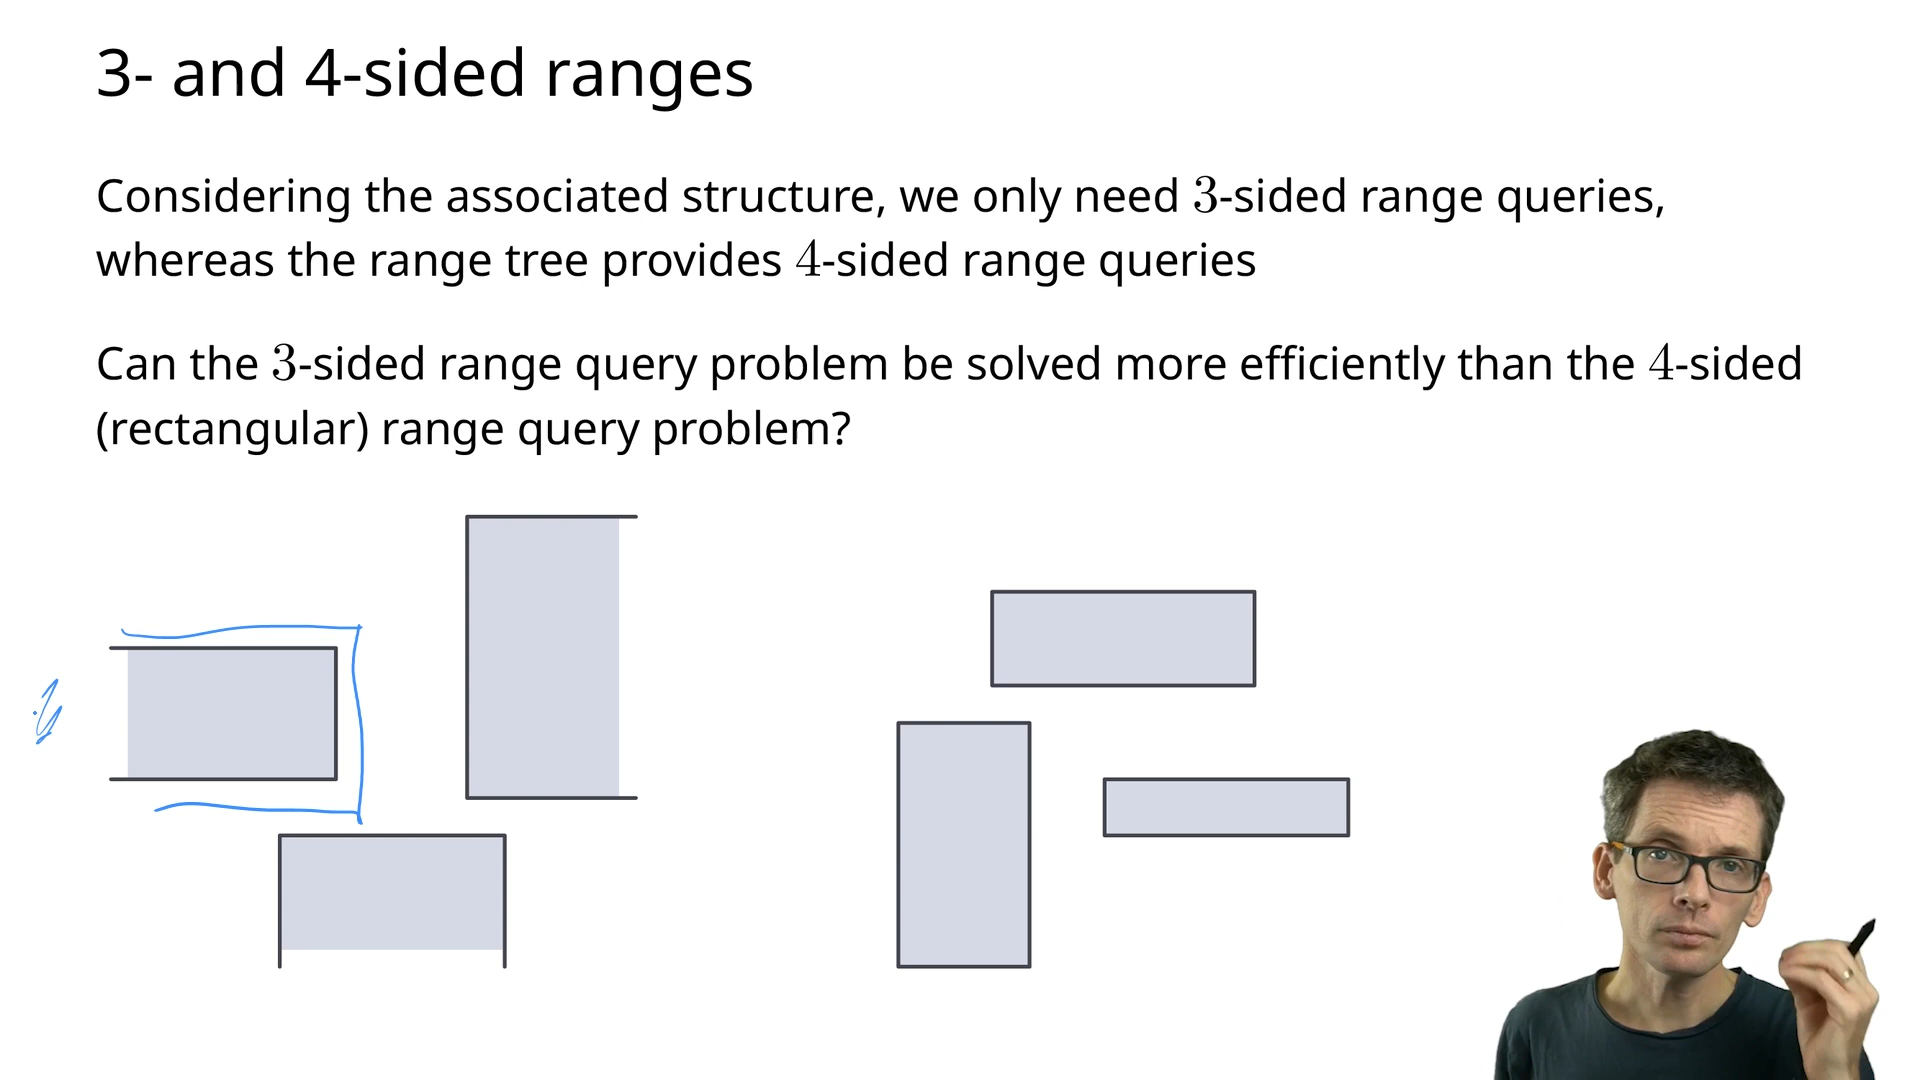 3- and 4-sided ranges
Considering the associated structure, we only need 3-sided range queries,
whereas the range tree provides 4-sided range queries
Can the 3-sided range query problem be solved more efficiently than the 4-sided
(rectangular) range query problem?